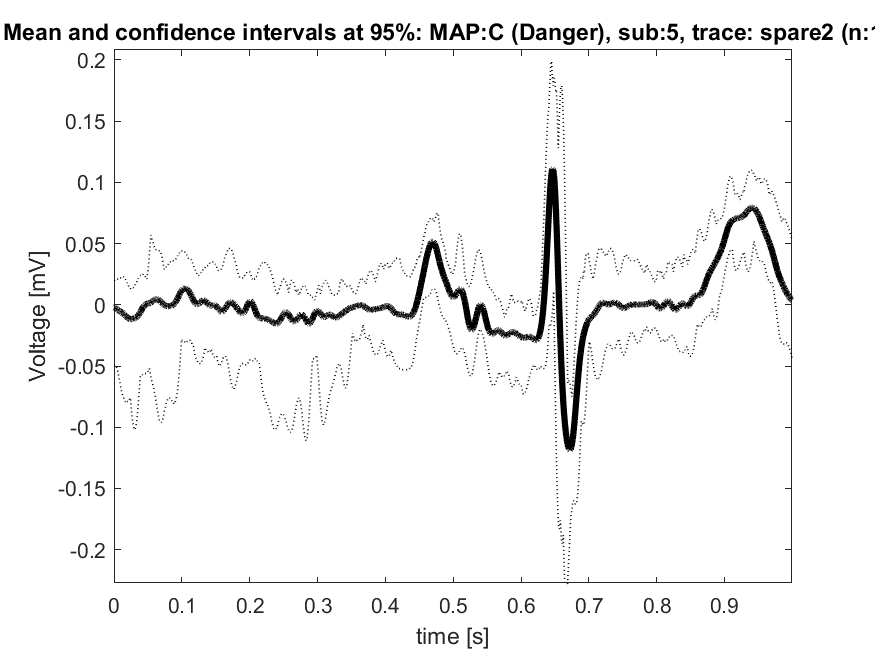 Mean and confidence intervals at 95%: MAP:C (Danger), sub:5, trace: spare2 (n:1
0.2
0.15
0.1
0.05
0
-0.05
-0.1
-0.15
-0.2
Voltage [mV]
0 0.1 0.2 0.3 0.4 0.5 0.6 0.7 0.8 0.9
time [s]